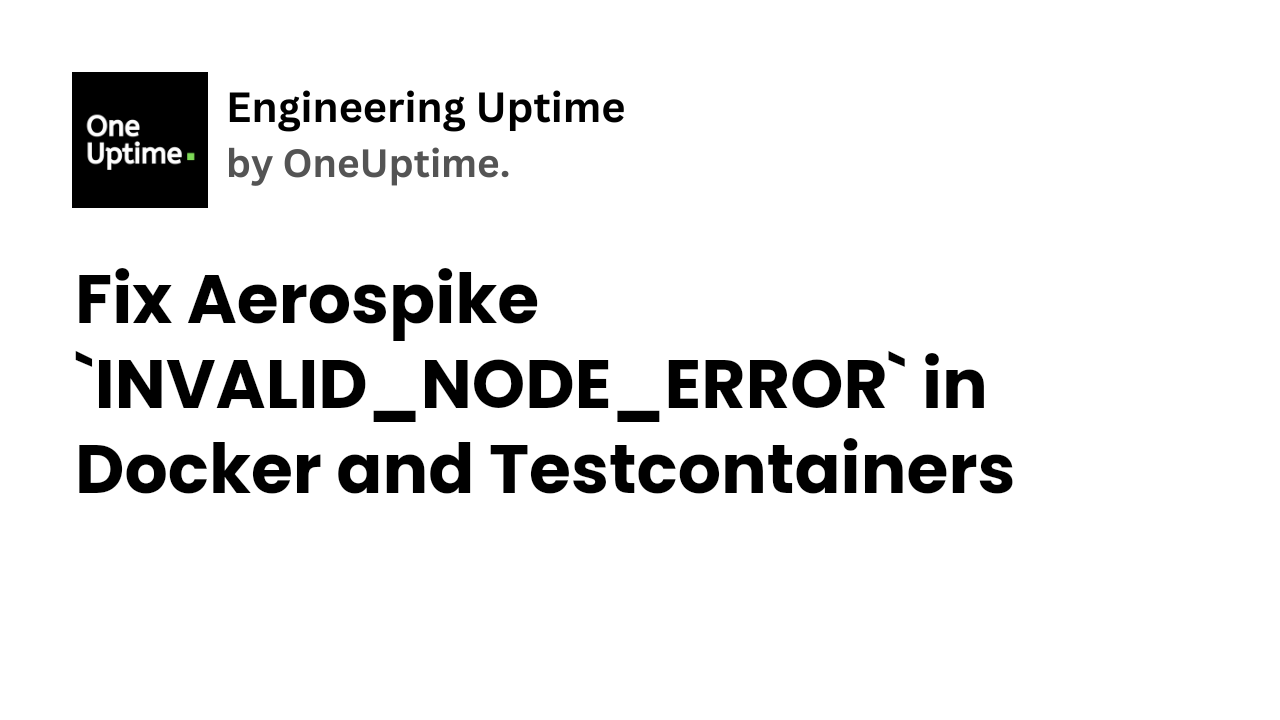 One
Uptime.
Engineering Uptime
by OneUptime.
Fix Aerospike
`INVALID_NODE_ERROR` in
Docker and Testcontainers